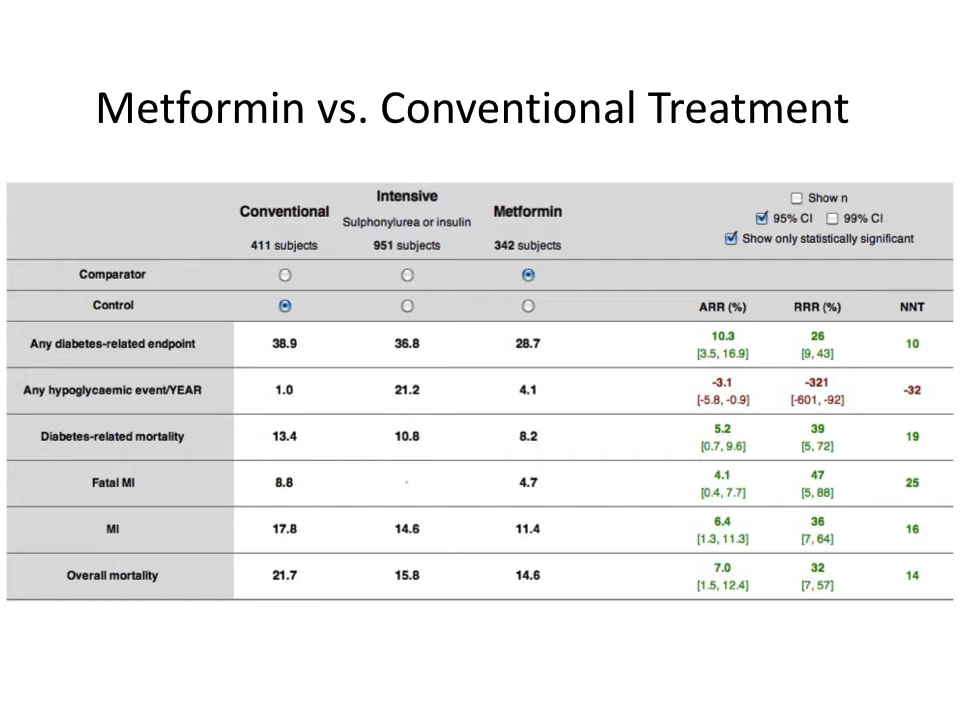 Metformin vs. Conventional Treatment
Conventional
411 subjects
Intensive
Sulphonylurea or insulin
951 subjects
Metformin
342 subjects
Show n
95% CI 99% CI
Show only statistically significant
Comparator
Control ARR (%) RRR (%) NNT
Any diabetes-related endpoint 38.9 36.8 28.7 10.3 26 10
[3.5, 16.9] [9, 43]
Any hypoglycaemic event/YEAR 1.0 21.2 4.1 -3.1 -321 -32
[-5.8, -0.9] [-601, -92]
Diabetes-related mortality 13.4 10.8 8.2 5.2 39 19
[0.7, 9.6] [5, 72]
Fatal MI 8.8 - 4.7 4.1 47 25
[0.4, 7.7] [5, 88]
MI 17.8 14.6 11.4 6.4 36 16
[1.3, 11.3] [7, 64]
Overall mortality 21.7 15.8 14.6 7.0 32 14
[1.5, 12.4] [7, 57]